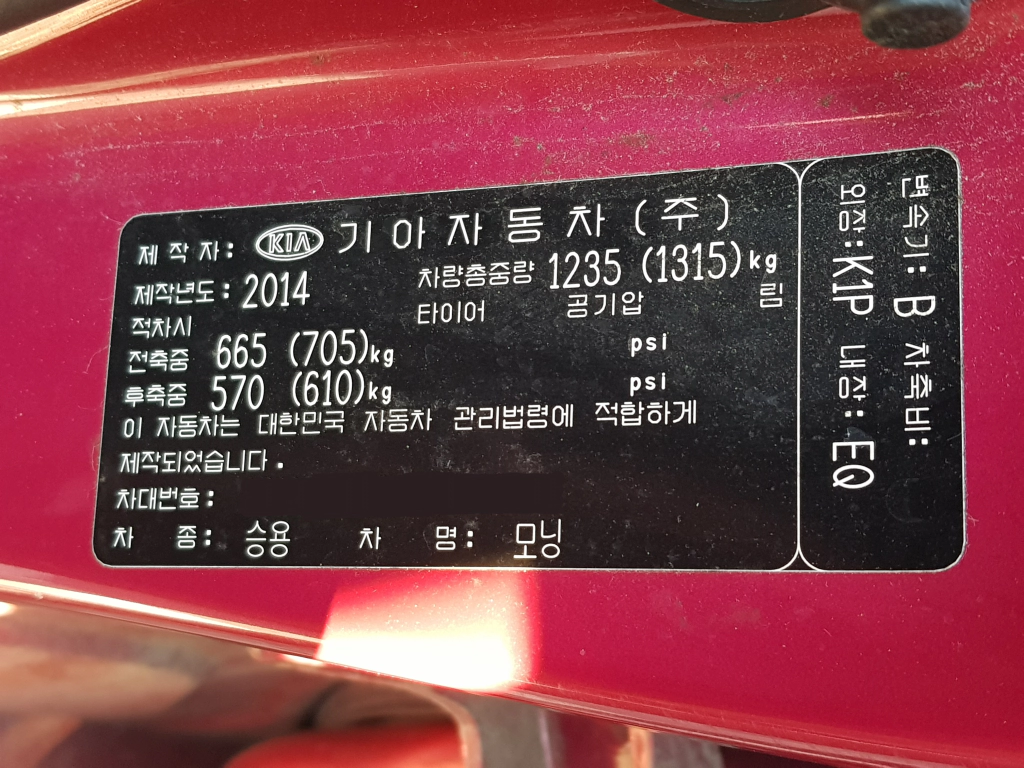 제작자: KIA 기아자동차(주)
제작년도: 2014 차량총중량 1235 (1315)kg
적차시 타이어 공기압 림
전축중 665 (705)kg psi
후축중 570 (610)kg psi
이 자동차는 대한민국 자동차 관리법령에 적합하게
제작되었습니다.
차대번호:
차 종: 승용 차 명: 모닝
변속기: B 차축비:
외장:K1P 내장: EQ